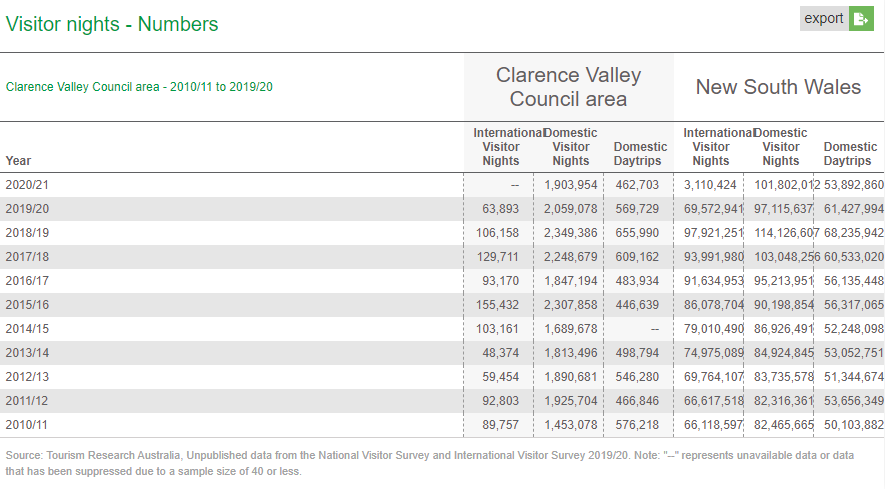 Visitor nights - Numbers
export
Clarence Valley Council area - 2010/11 to 2019/20
Clarence Valley Council area
New South Wales
Year
International Visitor Nights
Domestic Visitor Nights
Domestic Daytrips
International Visitor Nights
Domestic Visitor Nights
Domestic Daytrips
2020/21 -- 1,903,954 462,703 3,110,424 101,802,012 53,892,860
2019/20 63,893 2,059,078 569,729 69,572,941 97,115,637 61,427,994
2018/19 106,158 2,349,386 655,990 97,921,251 114,126,607 68,235,942
2017/18 129,711 2,248,679 609,162 93,991,980 103,048,256 60,533,020
2016/17 93,170 1,847,194 483,934 91,634,953 95,213,951 56,135,448
2015/16 155,432 2,307,858 446,639 86,078,704 90,198,854 56,317,065
2014/15 103,161 1,689,678 -- 79,010,490 86,926,491 52,248,098
2013/14 48,374 1,813,496 498,794 74,975,089 84,924,845 53,052,751
2012/13 59,454 1,890,681 546,280 69,764,107 83,735,578 51,344,674
2011/12 92,803 1,925,704 466,846 66,617,518 82,316,361 53,656,349
2010/11 89,757 1,453,078 576,218 66,118,597 82,465,665 50,103,882
Source: Tourism Research Australia, Unpublished data from the National Visitor Survey and International Visitor Survey 2019/20. Note: "--" represents unavailable data or data
that has been suppressed due to a sample size of 40 or less.